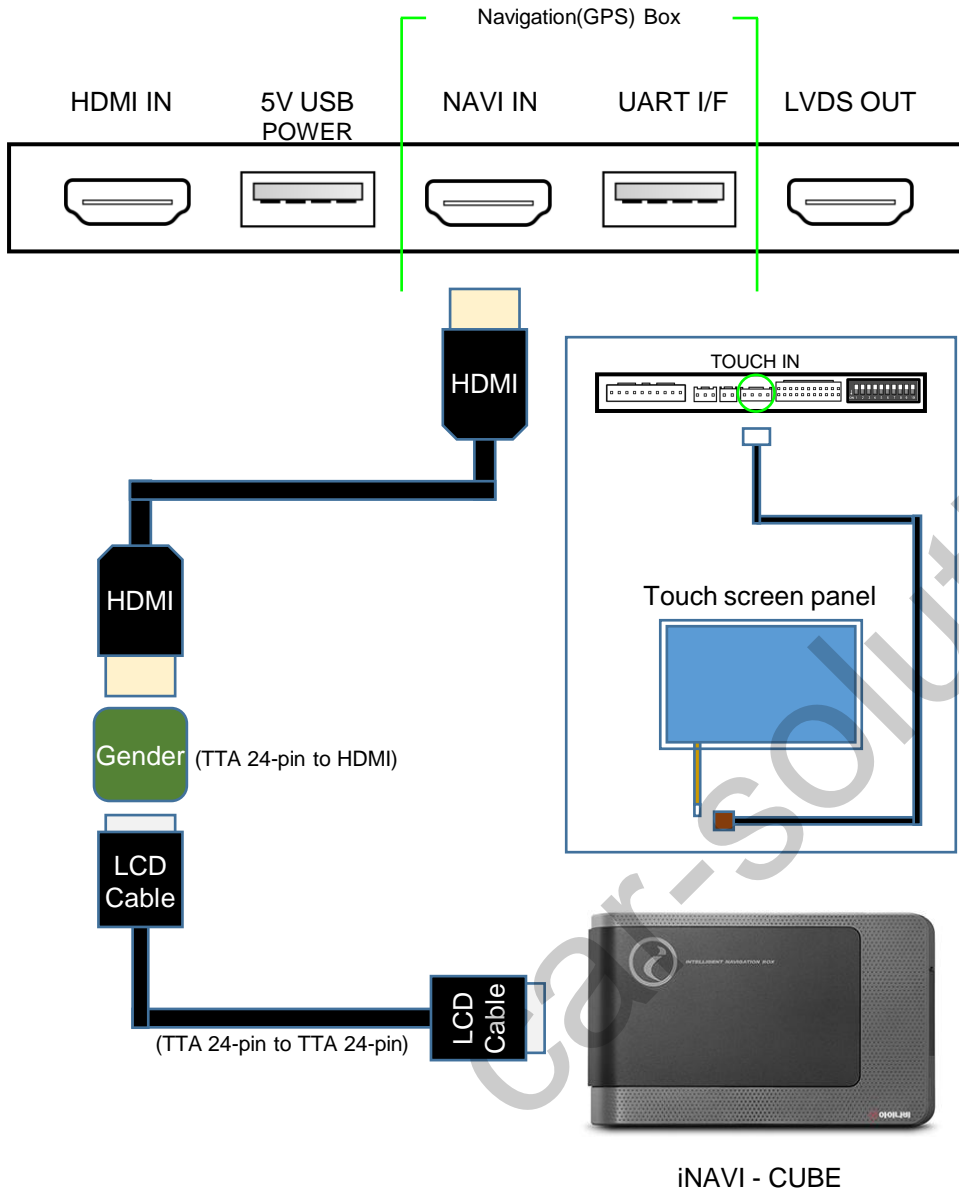 Navigation(GPS) Box
HDMI IN
5V USB
POWER
NAVI IN
UART I/F
LVDS OUT
HDMI
TOUCH IN
HDMI
Touch screen panel
Gender
(TTA 24-pin to HDMI)
LCD
Cable
LCD
Cable
(TTA 24-pin to TTA 24-pin)
INTELLIGENT NAVIGATION BOX
아이나비
iNAVI - CUBE
car-solut